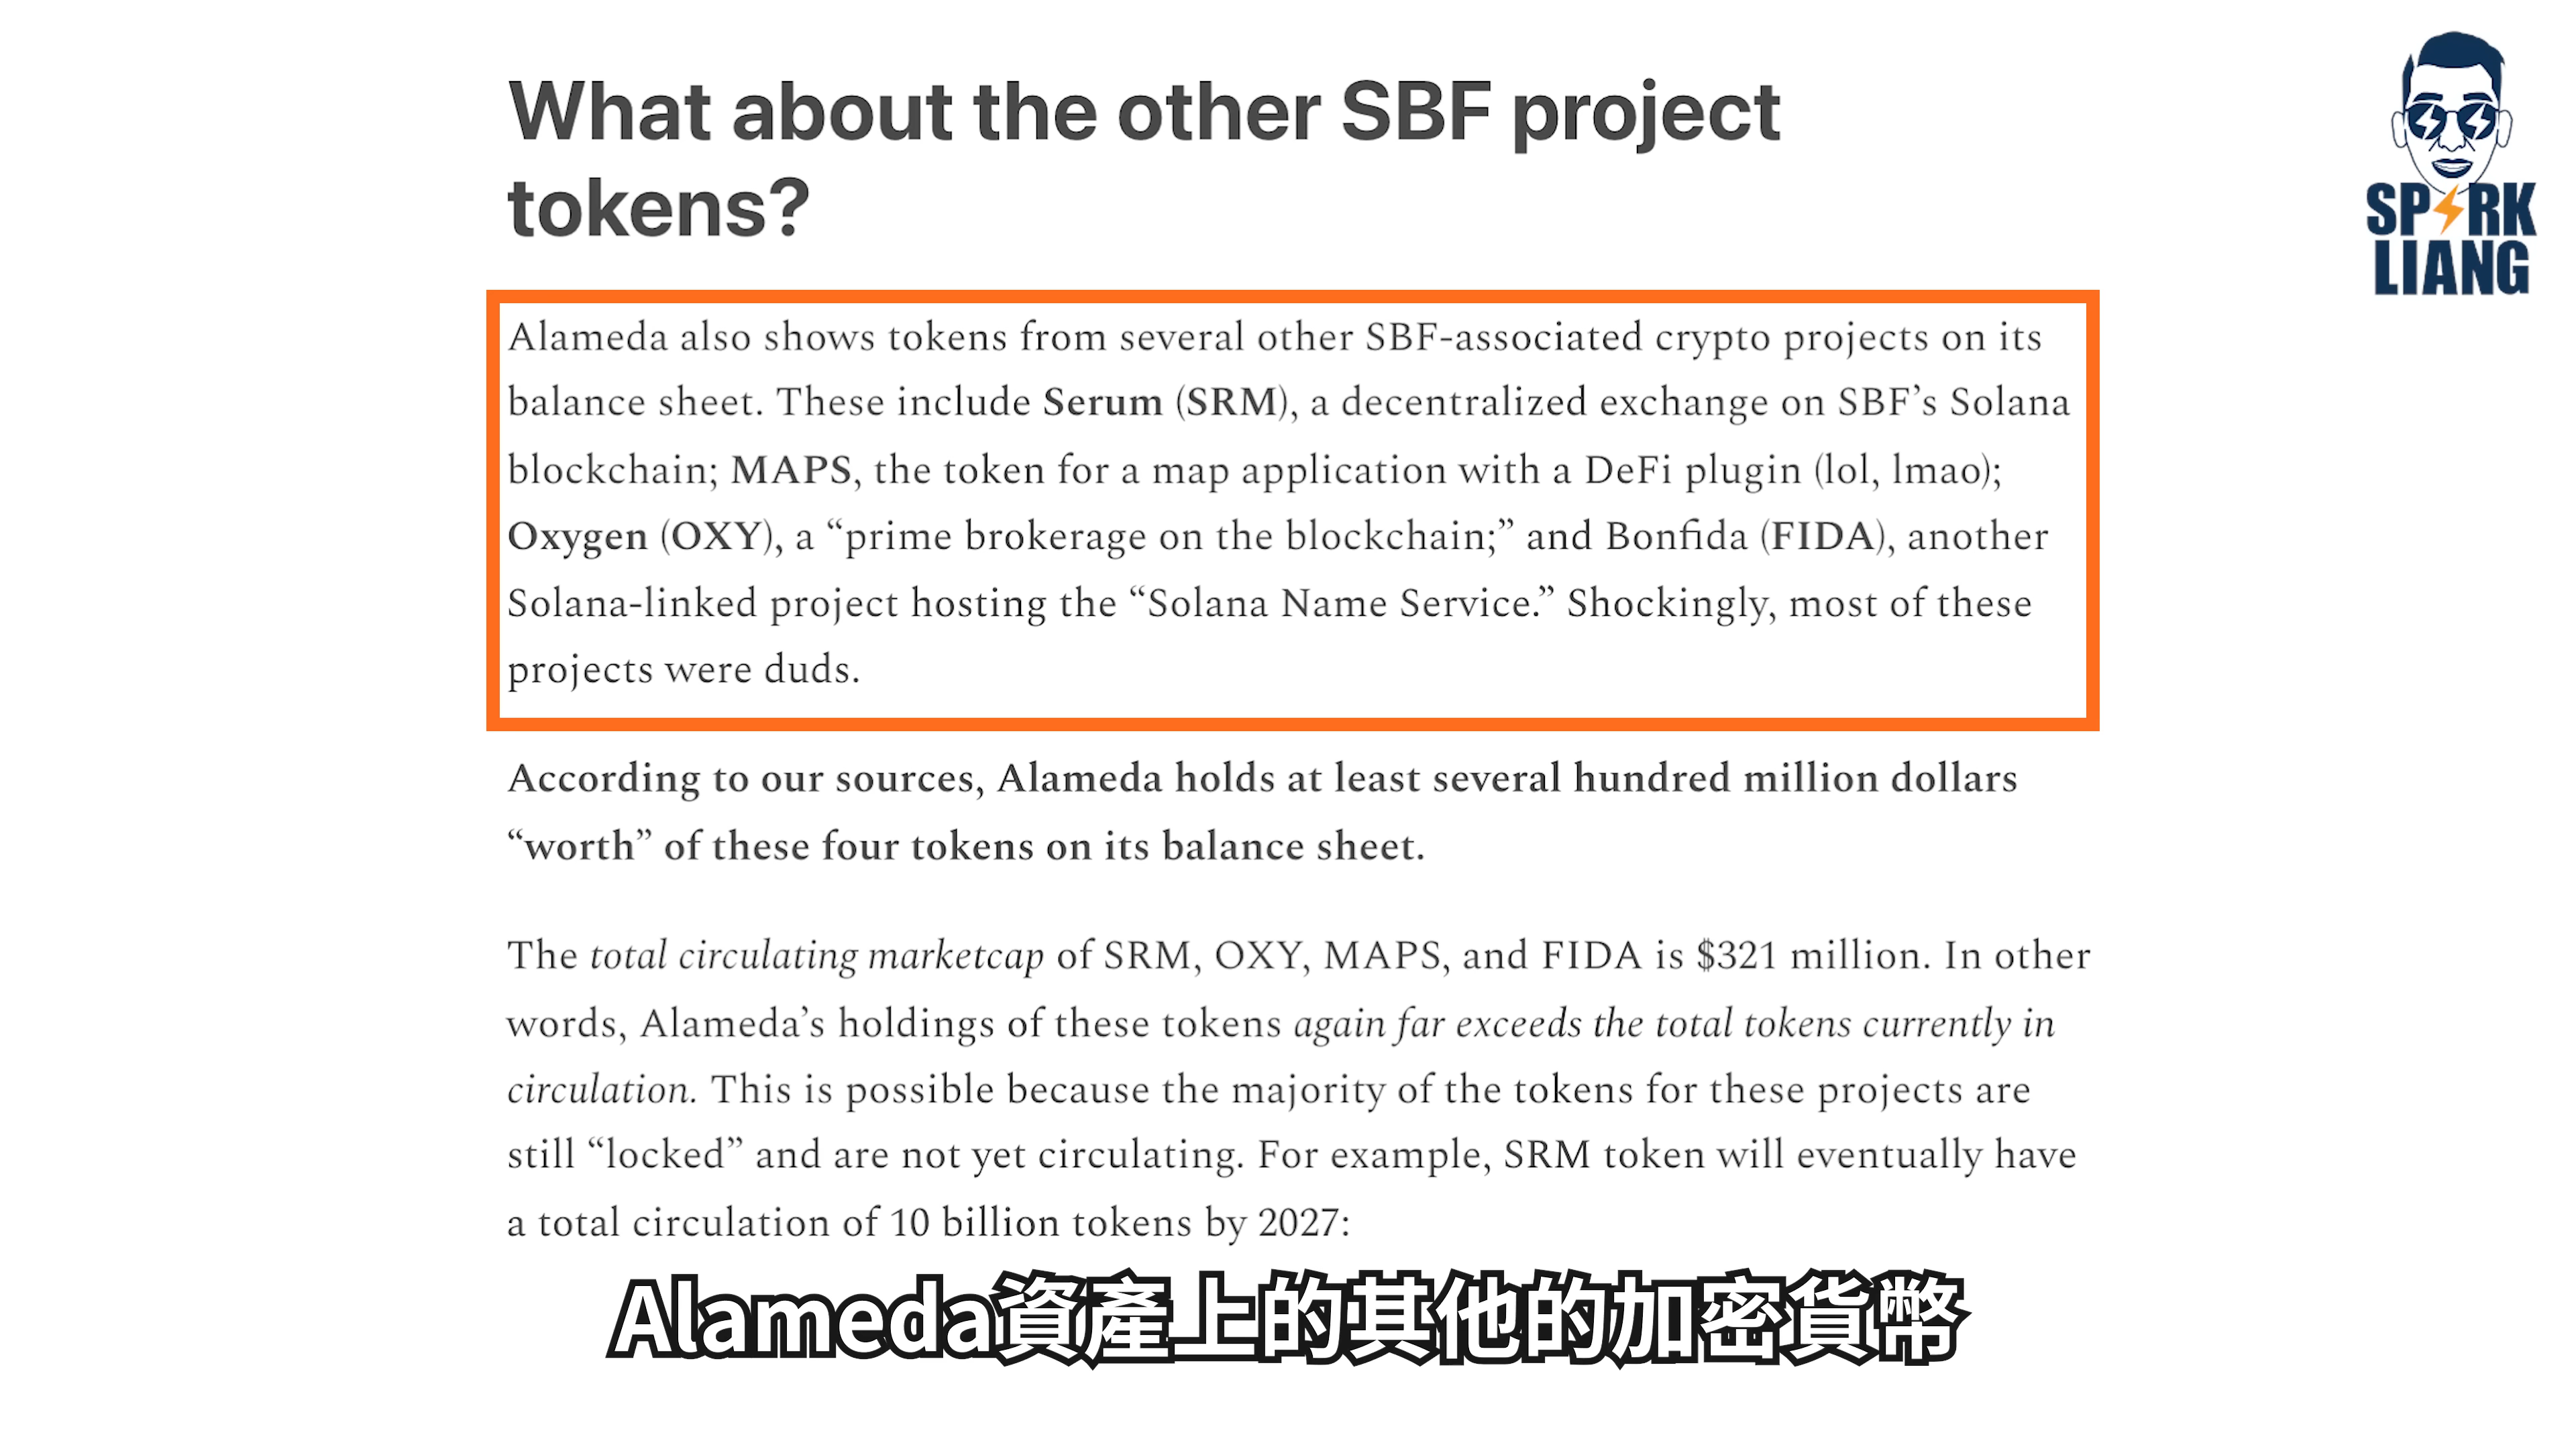 What about the other SBF project
tokens?
SPARK
LIANG
Alameda also shows tokens from several other SBF-associated crypto projects on its
balance sheet. These include Serum (SRM), a decentralized exchange on SBF’s Solana
blockchain; MAPS, the token for a map application with a DeFi plugin (lol, lmao);
Oxygen (OXY), a “prime brokerage on the blockchain;” and Bonfida (FIDA), another
Solana-linked project hosting the “Solana Name Service.” Shockingly, most of these
projects were duds.
According to our sources, Alameda holds at least several hundred million dollars
“worth” of these four tokens on its balance sheet.
The total circulating marketcap of SRM, OXY, MAPS, and FIDA is $321 million. In other
words, Alameda’s holdings of these tokens again far exceeds the total tokens currently in
circulation. This is possible because the majority of the tokens for these projects are
still “locked” and are not yet circulating. For example, SRM token will eventually have
a total circulation of 10 billion tokens by 2027:
Alameda資產上的其他的加密貨幣